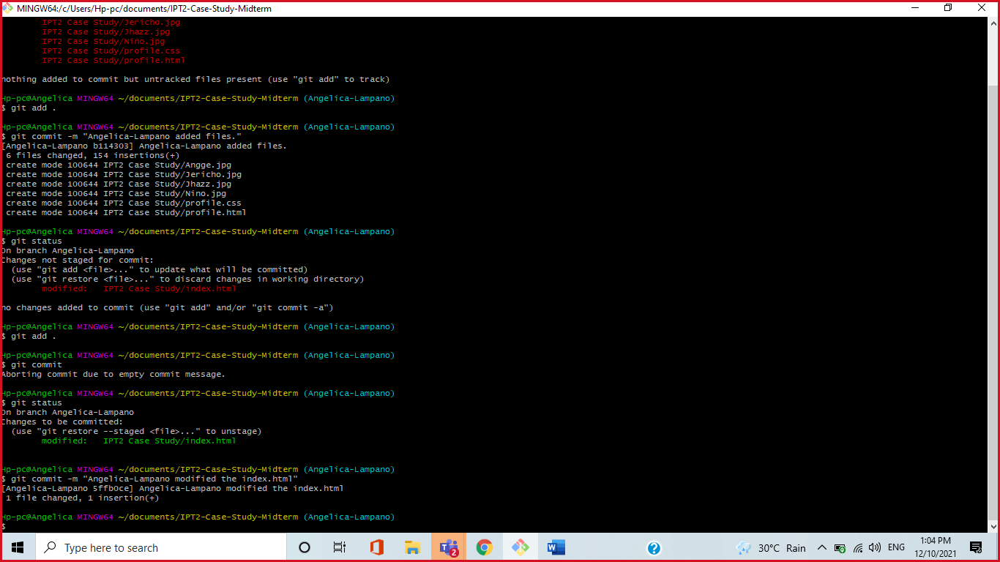 MINGW64:/c/Users/Hp-pc/documents/IPT2-Case-Study-Midterm
IPT2 Case Study/Jericho.jpg
IPT2 Case Study/Jhazz.jpg
IPT2 Case Study/Nino.jpg
IPT2 Case Study/profile.css
IPT2 Case Study/profile.html
nothing added to commit but untracked files present (use "git add" to track)
Hp-pc@Angelica MINGW64 ~/documents/IPT2-Case-Study-Midterm (Angelica-Lampano)
$ git add .
Hp-pc@Angelica MINGW64 ~/documents/IPT2-Case-Study-Midterm (Angelica-Lampano)
$ git commit -m "Angelica-Lampano added files."
[Angelica-Lampano b114303] Angelica-Lampano added files.
6 files changed, 154 insertions(+)
create mode 100644 IPT2 Case Study/Angge.jpg
create mode 100644 IPT2 Case Study/Jericho.jpg
create mode 100644 IPT2 Case Study/Jhazz.jpg
create mode 100644 IPT2 Case Study/Nino.jpg
create mode 100644 IPT2 Case Study/profile.css
create mode 100644 IPT2 Case Study/profile.html
Hp-pc@Angelica MINGW64 ~/documents/IPT2-Case-Study-Midterm (Angelica-Lampano)
$ git status
On branch Angelica-Lampano
Changes not staged for commit:
(use "git add <file>..." to update what will be committed)
(use "git restore <file>..." to discard changes in working directory)
modified:   IPT2 Case Study/index.html
no changes added to commit (use "git add" and/or "git commit -a")
Hp-pc@Angelica MINGW64 ~/documents/IPT2-Case-Study-Midterm (Angelica-Lampano)
$ git add .
Hp-pc@Angelica MINGW64 ~/documents/IPT2-Case-Study-Midterm (Angelica-Lampano)
$ git commit
Aborting commit due to empty commit message.
Hp-pc@Angelica MINGW64 ~/documents/IPT2-Case-Study-Midterm (Angelica-Lampano)
$ git status
On branch Angelica-Lampano
Changes to be committed:
(use "git restore --staged <file>..." to unstage)
modified:   IPT2 Case Study/index.html
Hp-pc@Angelica MINGW64 ~/documents/IPT2-Case-Study-Midterm (Angelica-Lampano)
$ git commit -m "Angelica-Lampano modified the index.html"
[Angelica-Lampano 5ffb0ce] Angelica-Lampano modified the index.html
1 file changed, 1 insertion(+)
Hp-pc@Angelica MINGW64 ~/documents/IPT2-Case-Study-Midterm (Angelica-Lampano)
$
Type here to search
2
30°C Rain
ENG
1:04 PM
12/10/2021